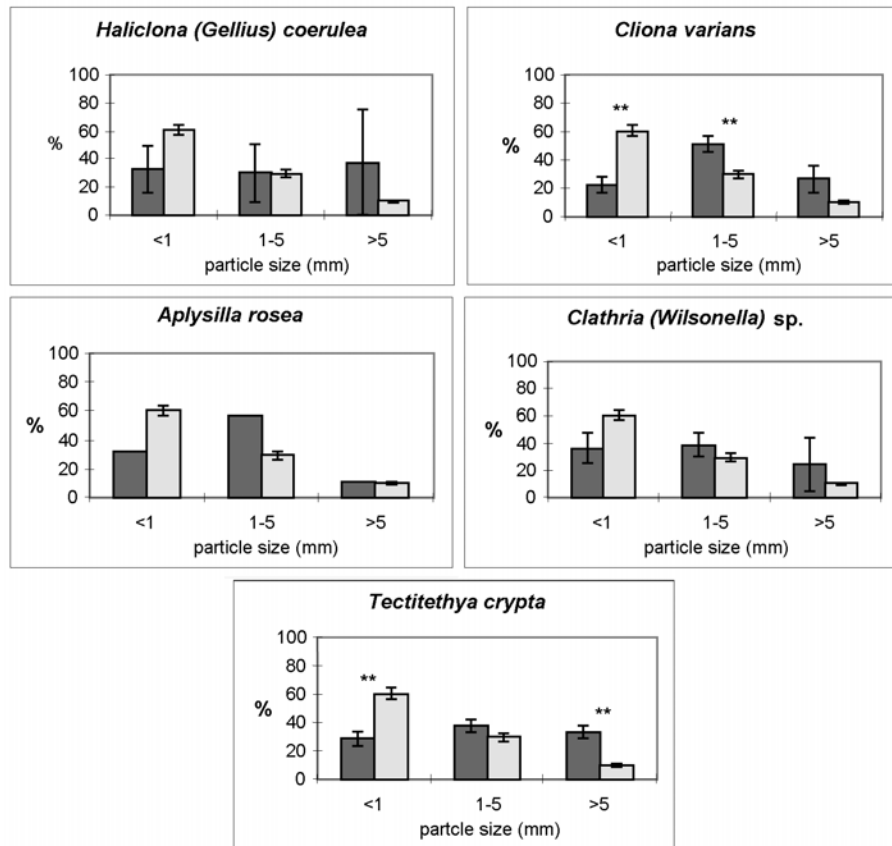 Haliclona (Gellius) coerulea
100
80
60
40
20
0
%
<1 1-5 >5
particle size (mm)
Cliona varians
100
80
60
40
20
0
%
**
**
<1 1-5 >5
particle size (mm)
Aplysilla rosea
100
80
60
40
20
0
%
<1 1-5 >5
particle size (mm)
Clathria (Wilsonella) sp.
100
80
60
40
20
0
%
<1 1-5 >5
particle size (mm)
Tectitethya crypta
100
80
60
40
20
0
%
**
**
<1 1-5 >5
partcle size (mm)